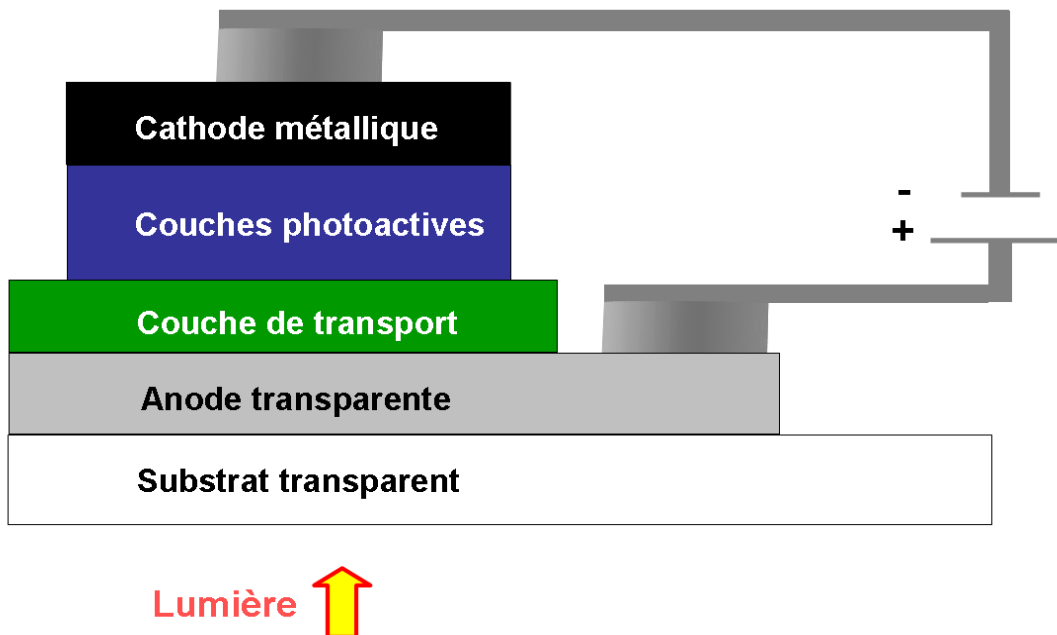 Cathode métallique
Couches photoactives
-
+
Couche de transport
Anode transparente
Substrat transparent
Lumière